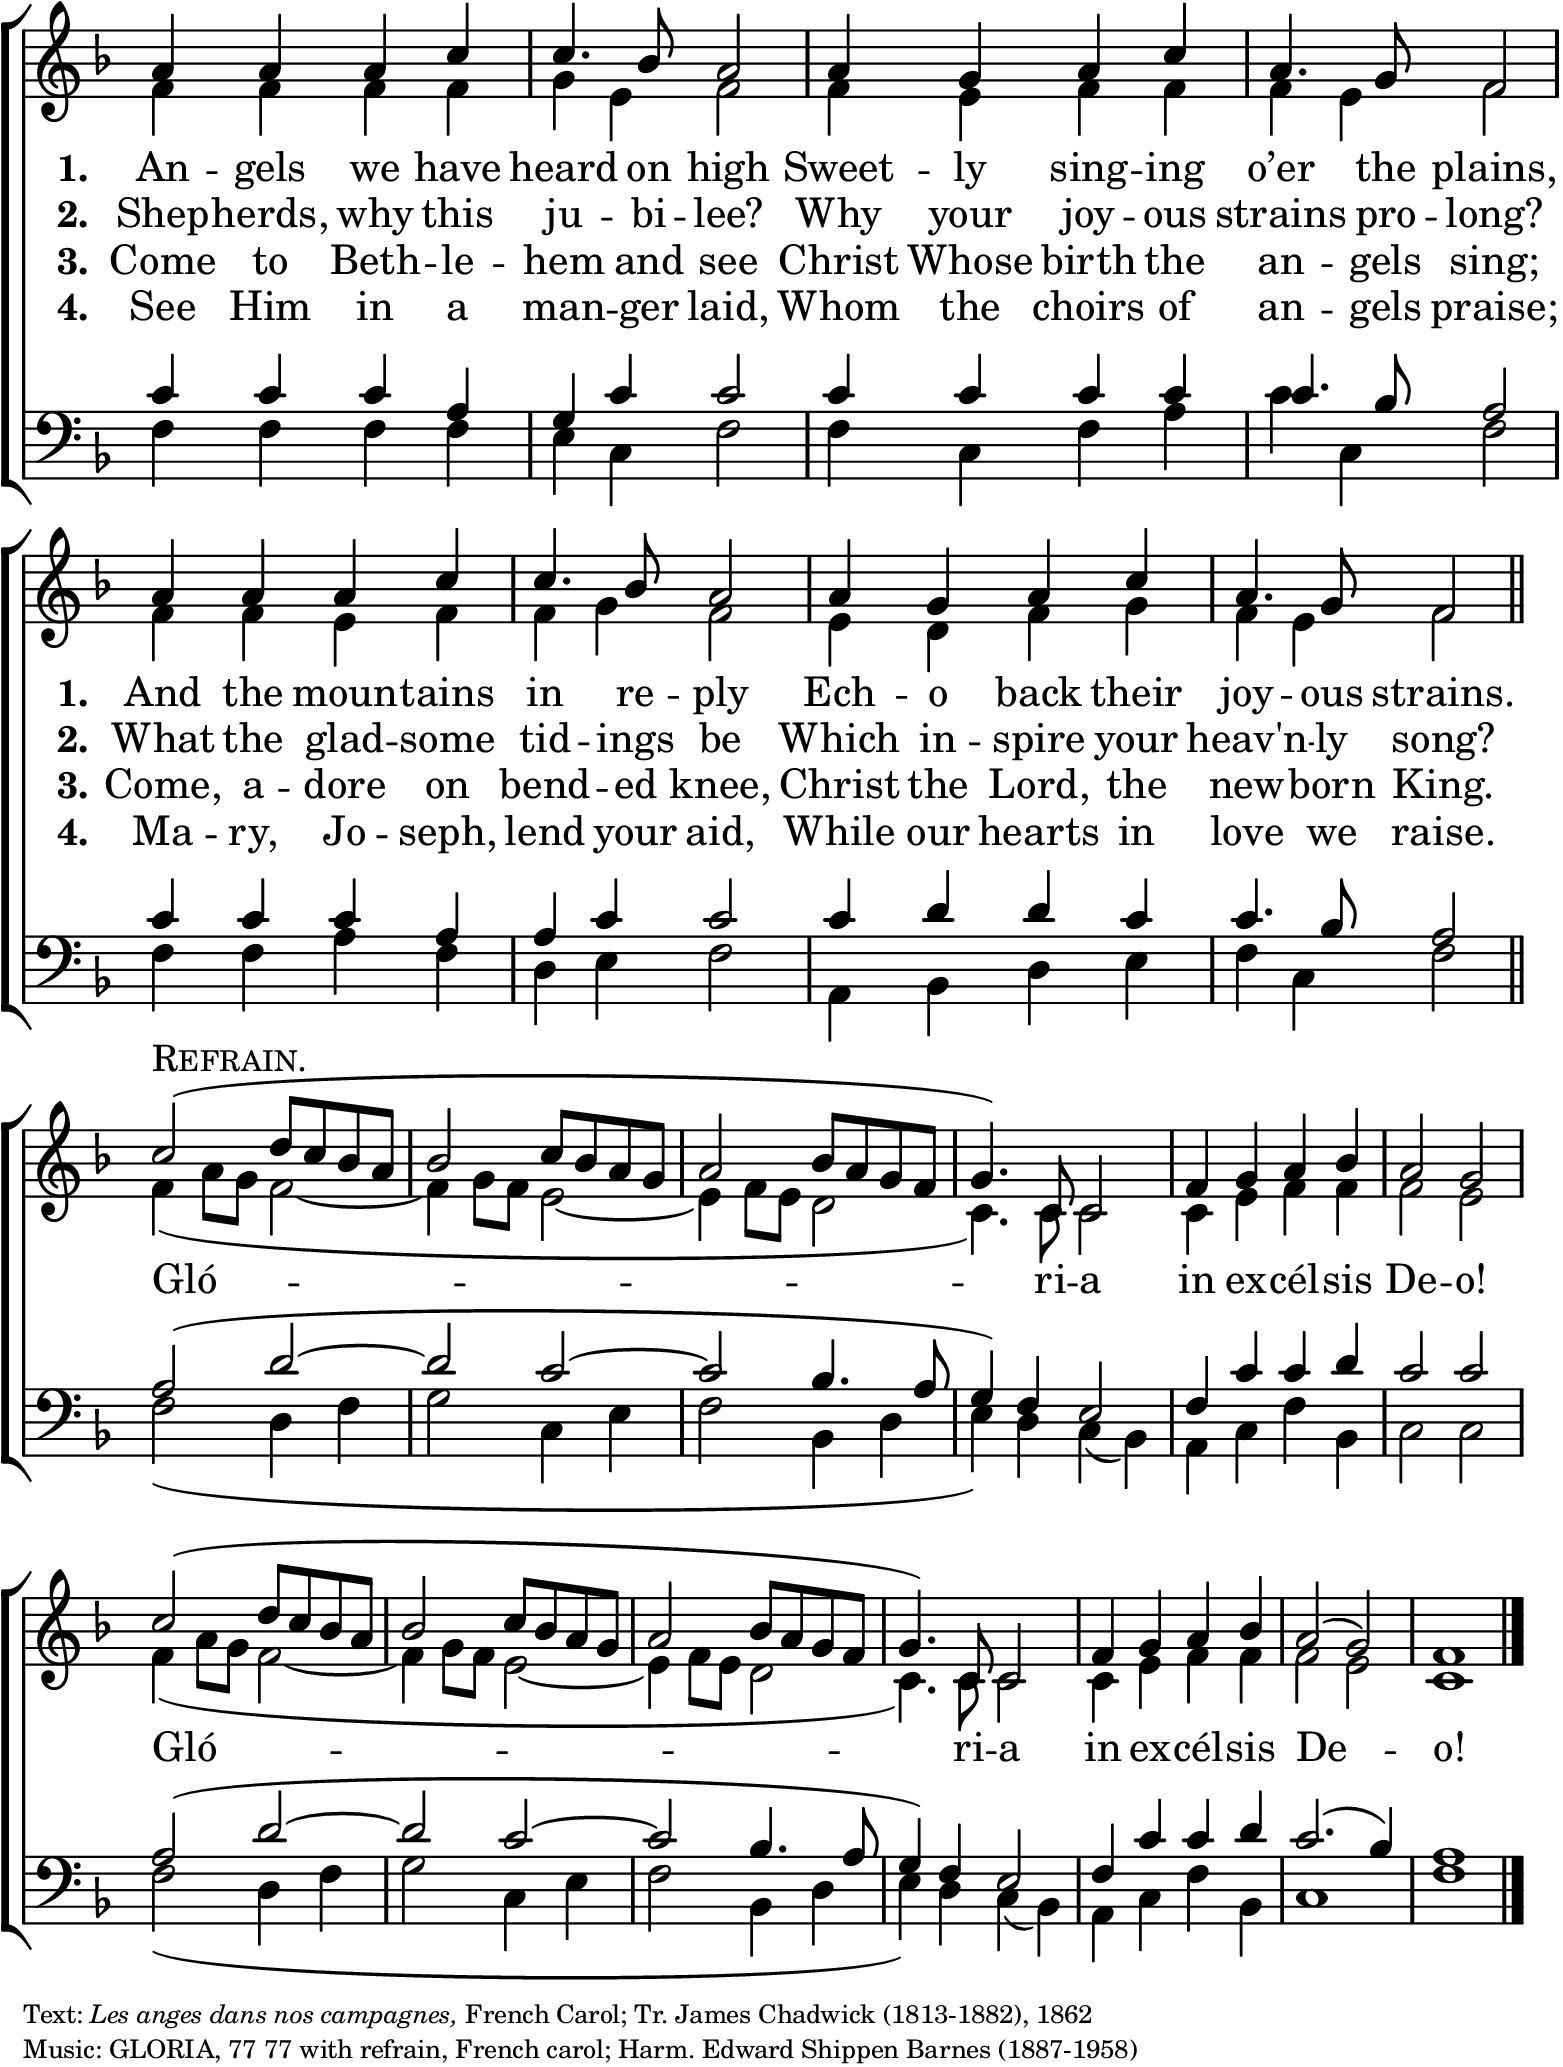 1. An -- gels we have heard on high Sweet -- ly sing -- ing o’er the plains,
2. Shepherds, why this ju -- bi -- lee? Why your joy -- ous strains pro -- long?
3. Come to Beth -- le -- hem and see Christ Whose birth the an -- gels sing;
4. See Him in a man -- ger laid, Whom the choirs of an -- gels praise;
1. And the mountains in re -- ply Ech -- o back their joy -- ous strains.
2. What the glad -- some tid -- ings be Which in -- spire your heav'n -- ly song?
3. Come, a -- dore on bend -- ed knee, Christ the Lord, the newborn King.
4. Ma -- ry, Jo -- seph, lend your aid, While our hearts in love we raise.
REFRAIN.
Gló -- ri -- a in excélsis De -- o!
Gló -- ri -- a in excélsis De -- o!
Text: Les anges dans nos campagnes, French Carol; Tr. James Chadwick (1813-1882), 1862
Music: GLORIA, 77 77 with refrain, French carol; Harm. Edward Shippen Barnes (1887-1958)